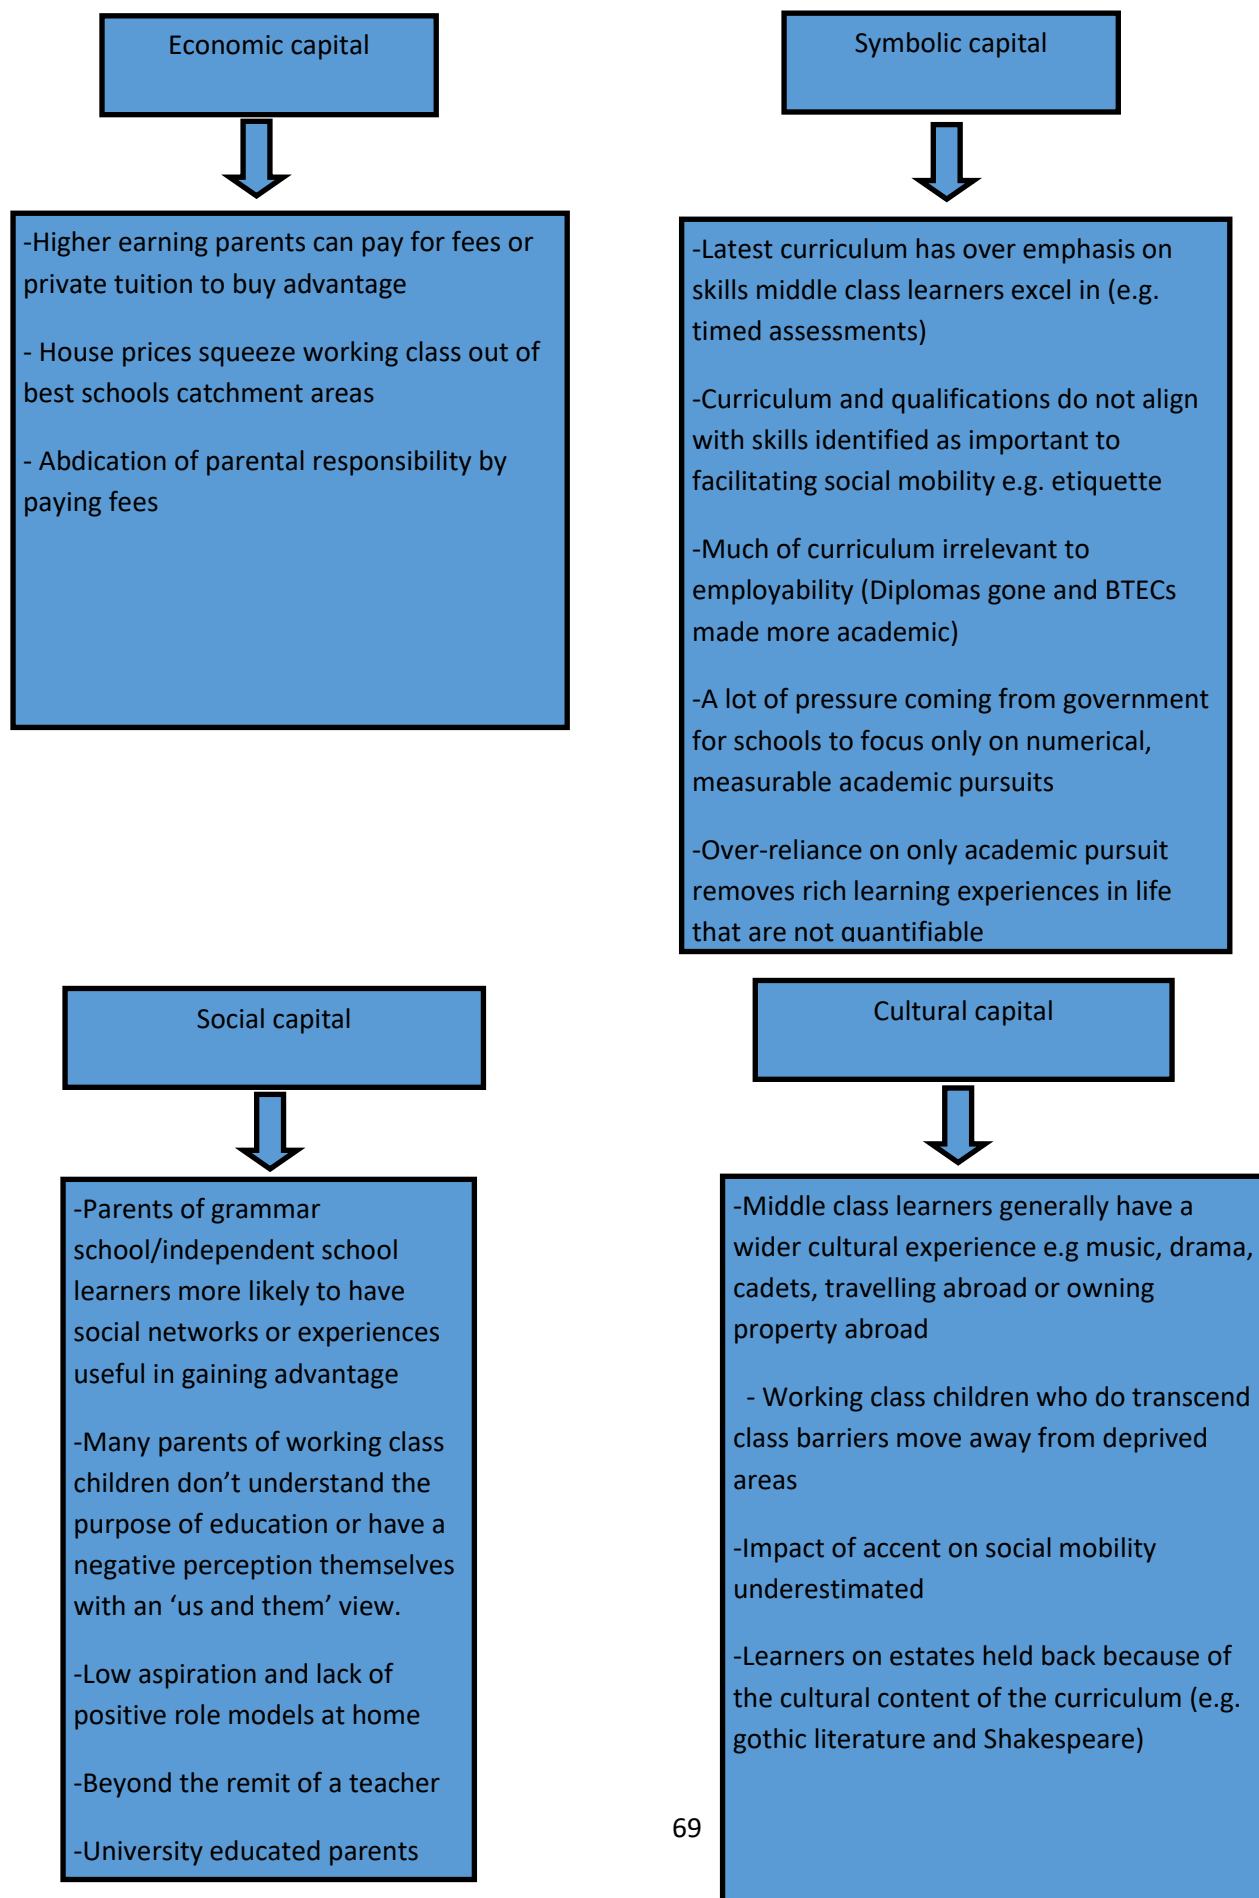 Economic capital
-Higher earning parents can pay for fees or
private tuition to buy advantage
- House prices squeeze working class out of
best schools catchment areas
- Abdication of parental responsibility by
paying fees
Symbolic capital
-Latest curriculum has over emphasis on
skills middle class learners excel in (e.g.
timed assessments)
-Curriculum and qualifications do not align
with skills identified as important to
facilitating social mobility e.g. etiquette
-Much of curriculum irrelevant to
employability (Diplomas gone and BTECs
made more academic)
-A lot of pressure coming from government
for schools to focus only on numerical,
measurable academic pursuits
-Over-reliance on only academic pursuit
removes rich learning experiences in life
that are not quantifiable
Social capital
-Parents of grammar
school/independent school
learners more likely to have
social networks or experiences
useful in gaining advantage
-Many parents of working class
children don’t understand the
purpose of education or have a
negative perception themselves
with an ‘us and them’ view.
-Low aspiration and lack of
positive role models at home
-Beyond the remit of a teacher
-University educated parents
Cultural capital
-Middle class learners generally have a
wider cultural experience e.g music, drama,
cadets, travelling abroad or owning
property abroad
- Working class children who do transcend
class barriers move away from deprived
areas
-Impact of accent on social mobility
underestimated
-Learners on estates held back because of
the cultural content of the curriculum (e.g.
gothic literature and Shakespeare)
69